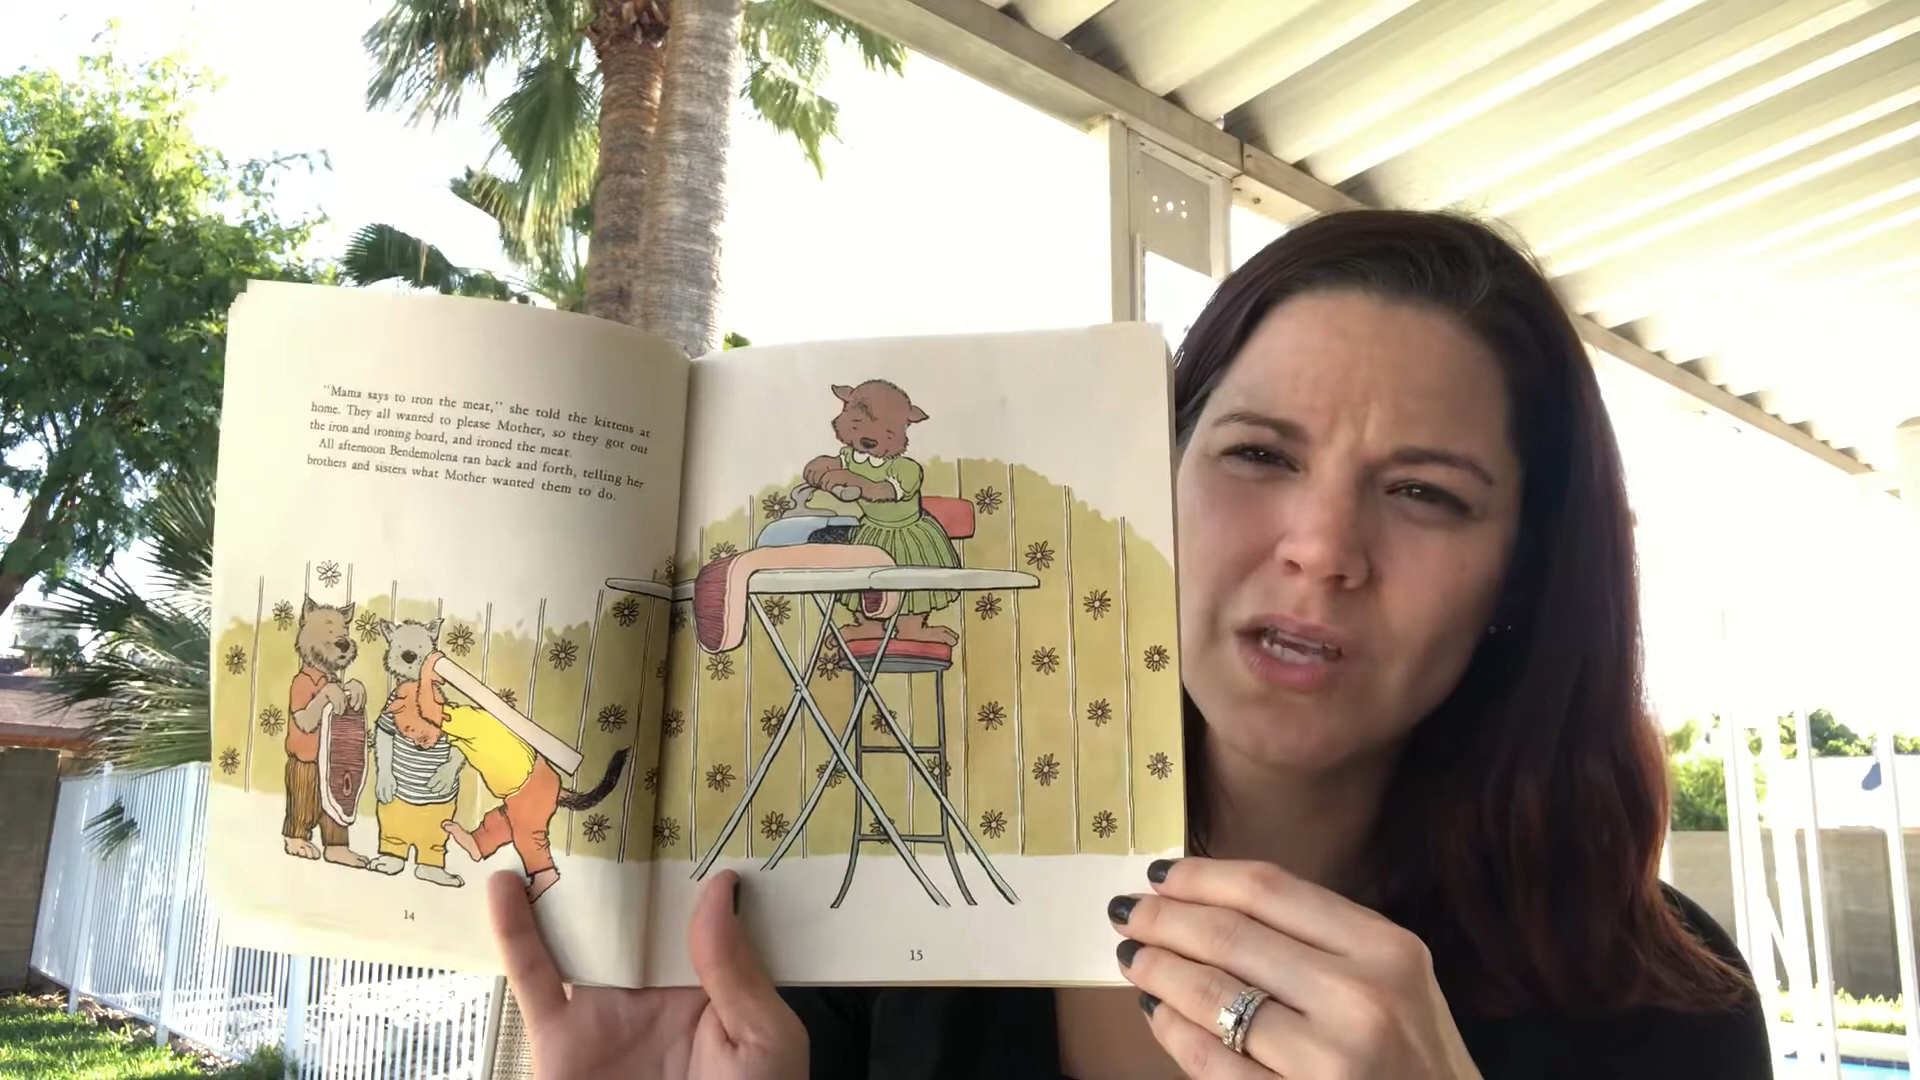 "Mama says to iron the meat," she told the kittens at
home. They all wanted to please Mother, so they got out
the iron and ironing board, and ironed the meat.
All afternoon Bendemolena ran back and forth, telling her
brothers and sisters what Mother wanted them to do.
14
15